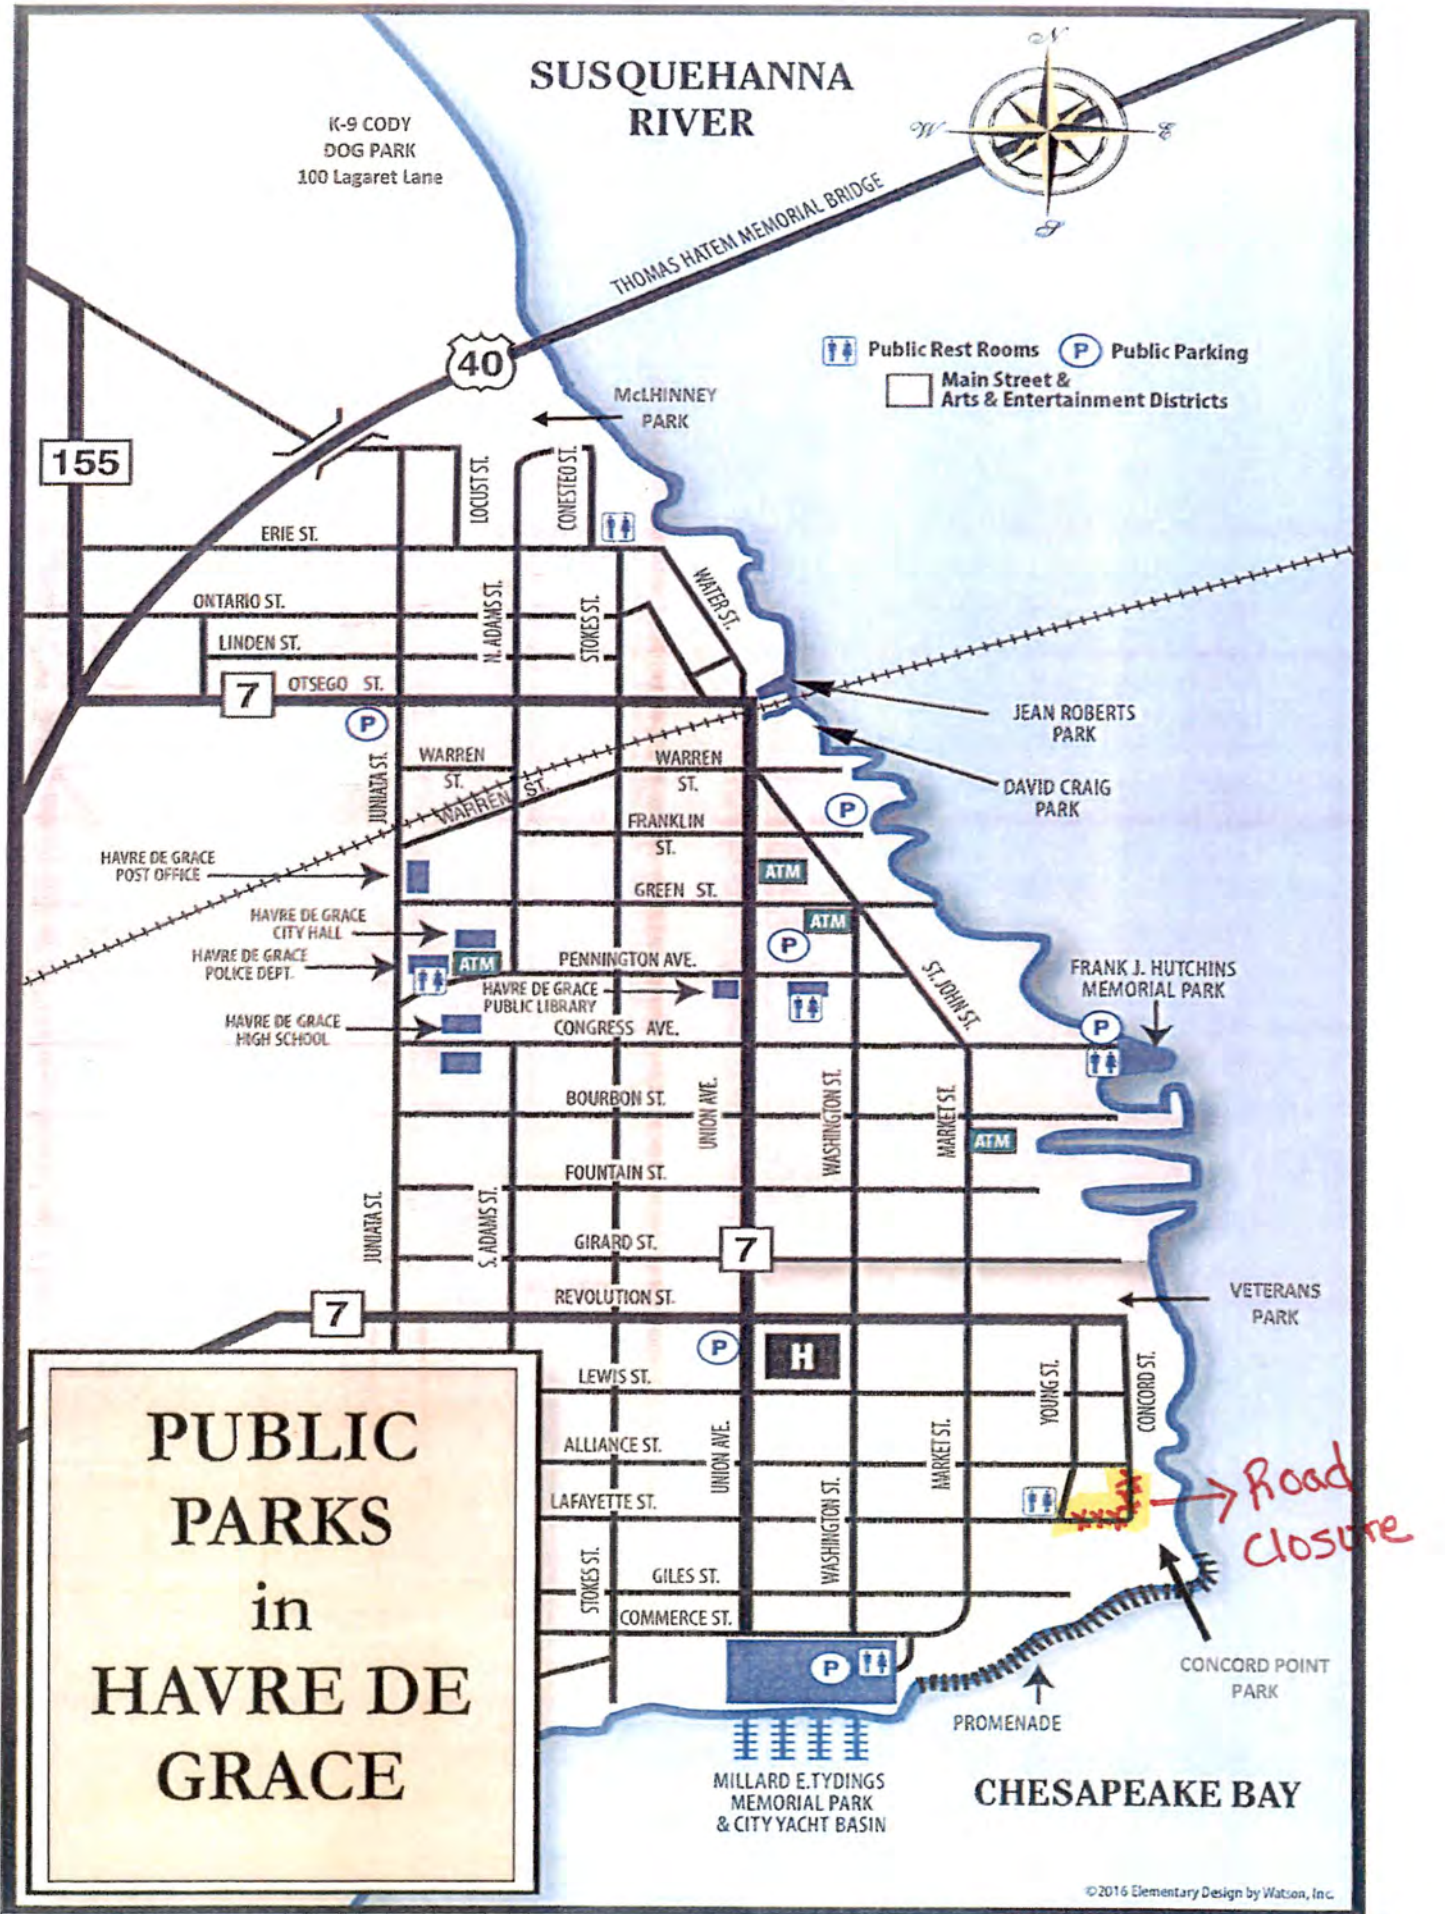 SUSQUEHANNA
RIVER
N
W
E
S
K-9 CODY
DOG PARK
100 Lagaret Lane
THOMAS HATEM MEMORIAL BRIDGE
40
Public Rest Rooms
P Public Parking
Main Street &
Arts & Entertainment Districts
McLHINNEY
PARK
155
LOCUST ST.
CONESTEO ST.
ERIE ST.
WATER ST.
ONTARIO ST.
N. ADAMS ST.
STOKES ST.
LINDEN ST.
7
OTSEGO ST.
P
JEAN ROBERTS
PARK
JUNIATA ST.
WARREN
ST.
WARREN
ST.
WARREN ST.
DAVID CRAIG
PARK
P
FRANKLIN
ST.
HAVRE DE GRACE
POST OFFICE
ATM
GREEN ST.
HAVRE DE GRACE
CITY HALL
ATM
P
HAVRE DE GRACE
POLICE DEPT.
ATM
PENNINGTON AVE.
ST. JOHN ST.
FRANK J. HUTCHINS
MEMORIAL PARK
HAVRE DE GRACE
PUBLIC LIBRARY
P
HAVRE DE GRACE
HIGH SCHOOL
CONGRESS AVE.
BOURBON ST.
UNION AVE.
WASHINGTON ST.
MARKET ST.
ATM
FOUNTAIN ST.
JUNIATA ST.
S. ADAMS ST.
GIRARD ST.
7
REVOLUTION ST.
VETERANS
PARK
7
P
H
LEWIS ST.
YOUNG ST.
CONCORD ST.
ALLIANCE ST.
UNION AVE.
MARKET ST.
LAFAYETTE ST.
WASHINGTON ST.
Road
Closure
STOKES ST.
GILES ST.
COMMERCE ST.
P
CONCORD POINT
PARK
PROMENADE
MILLARD E.TYDINGS
MEMORIAL PARK
& CITY YACHT BASIN
CHESAPEAKE BAY
PUBLIC
PARKS
in
HAVRE DE
GRACE
©2016 Elementary Design by Watson, Inc.